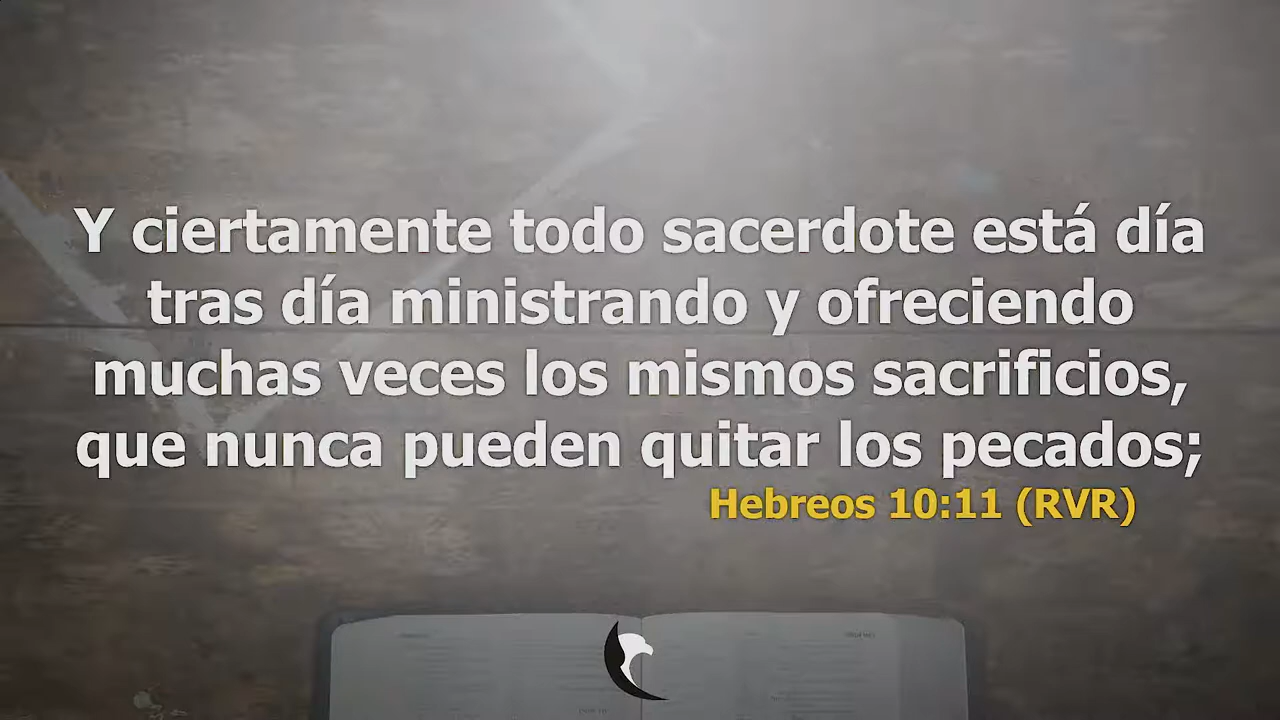 Y ciertamente todo sacerdote está día
tras día ministrando y ofreciendo
muchas veces los mismos sacrificios,
que nunca pueden quitar los pecados;
Hebreos 10:11 (RVR)